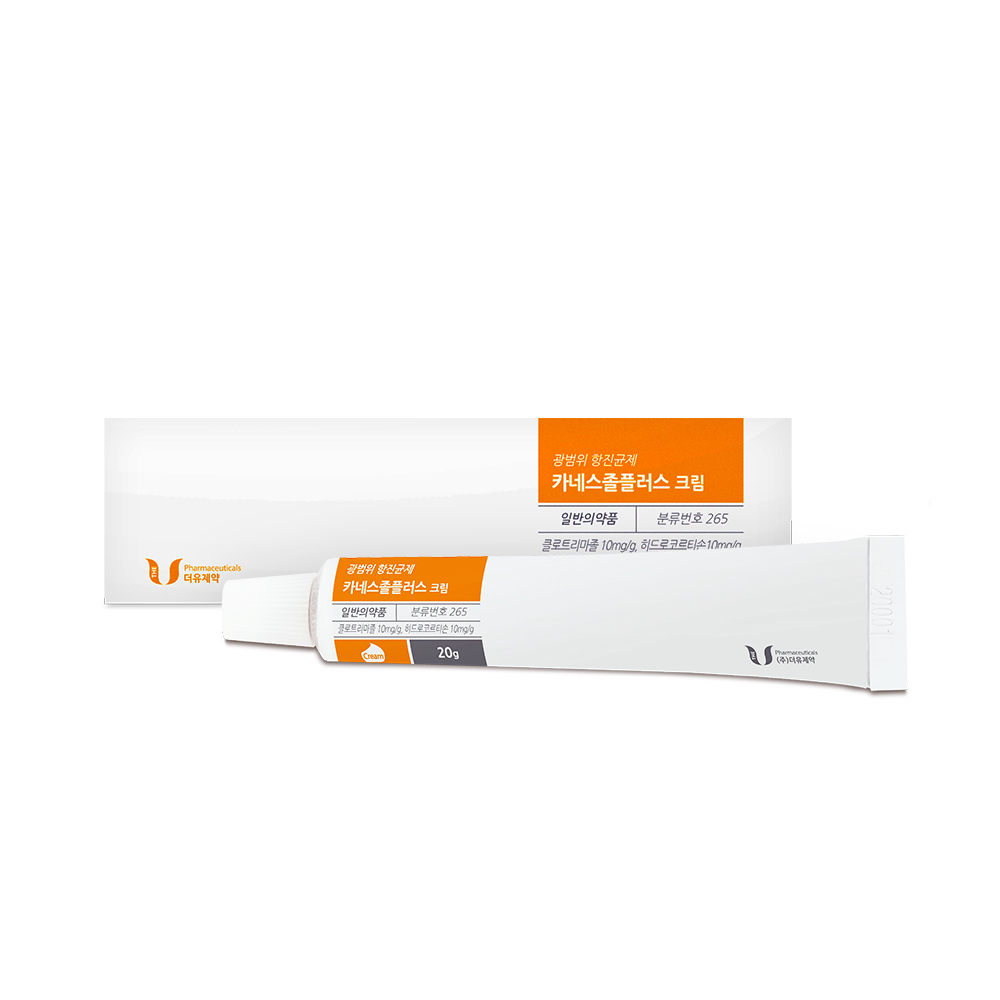 광범위 항진균제
카네스졸플러스 크림
일반의약품 분류번호 265
클로트리마졸 10mg/g, 히드로코르티손10mg/g
THE
Pharmaceuticals
더유제약
광범위 항진균제
카네스졸플러스 크림
일반의약품 분류번호 265
클로트리마졸 10mg/g, 히드로코르티손 10mg/g
Cream 20g
THE
Pharmaceuticals
(주)더유제약
22001